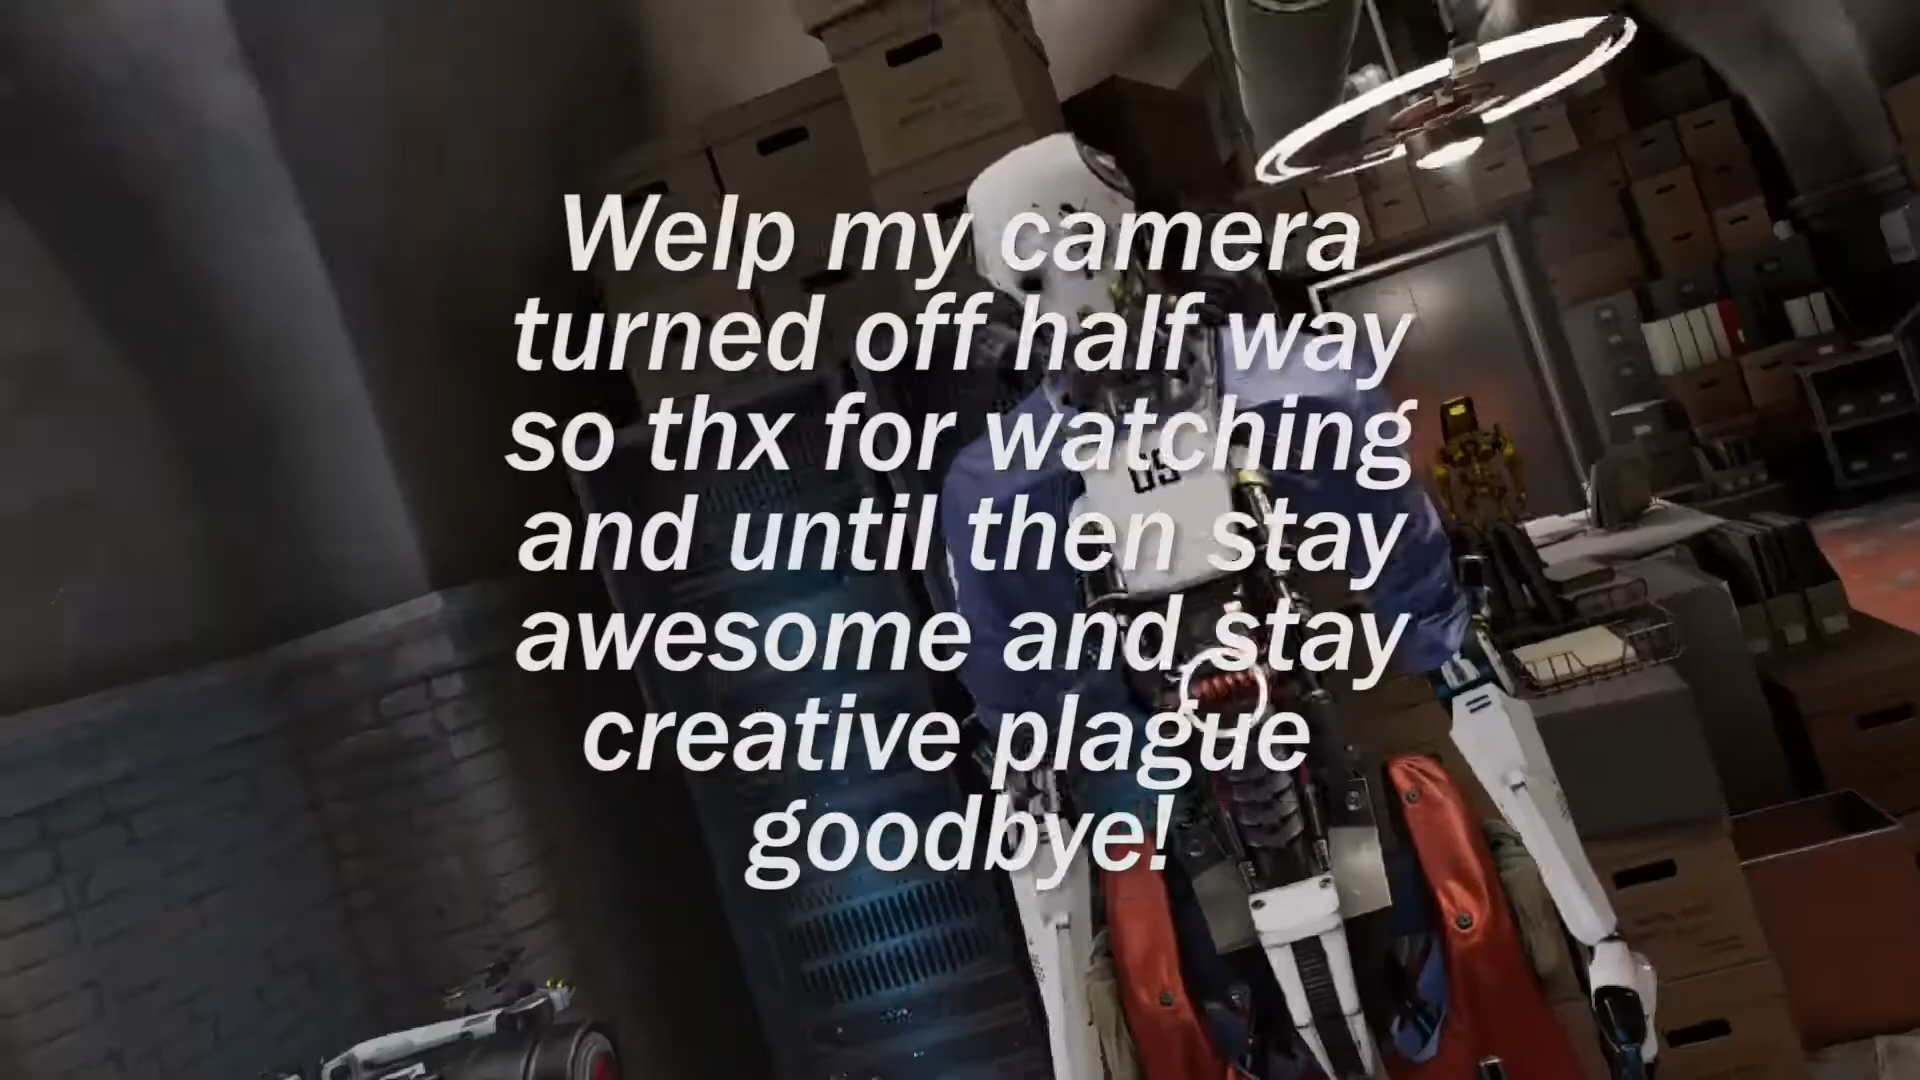 Welp my camera
turned off half way
so thx for watching
and until then stay
awesome and stay
creative plague
goodbye!
US